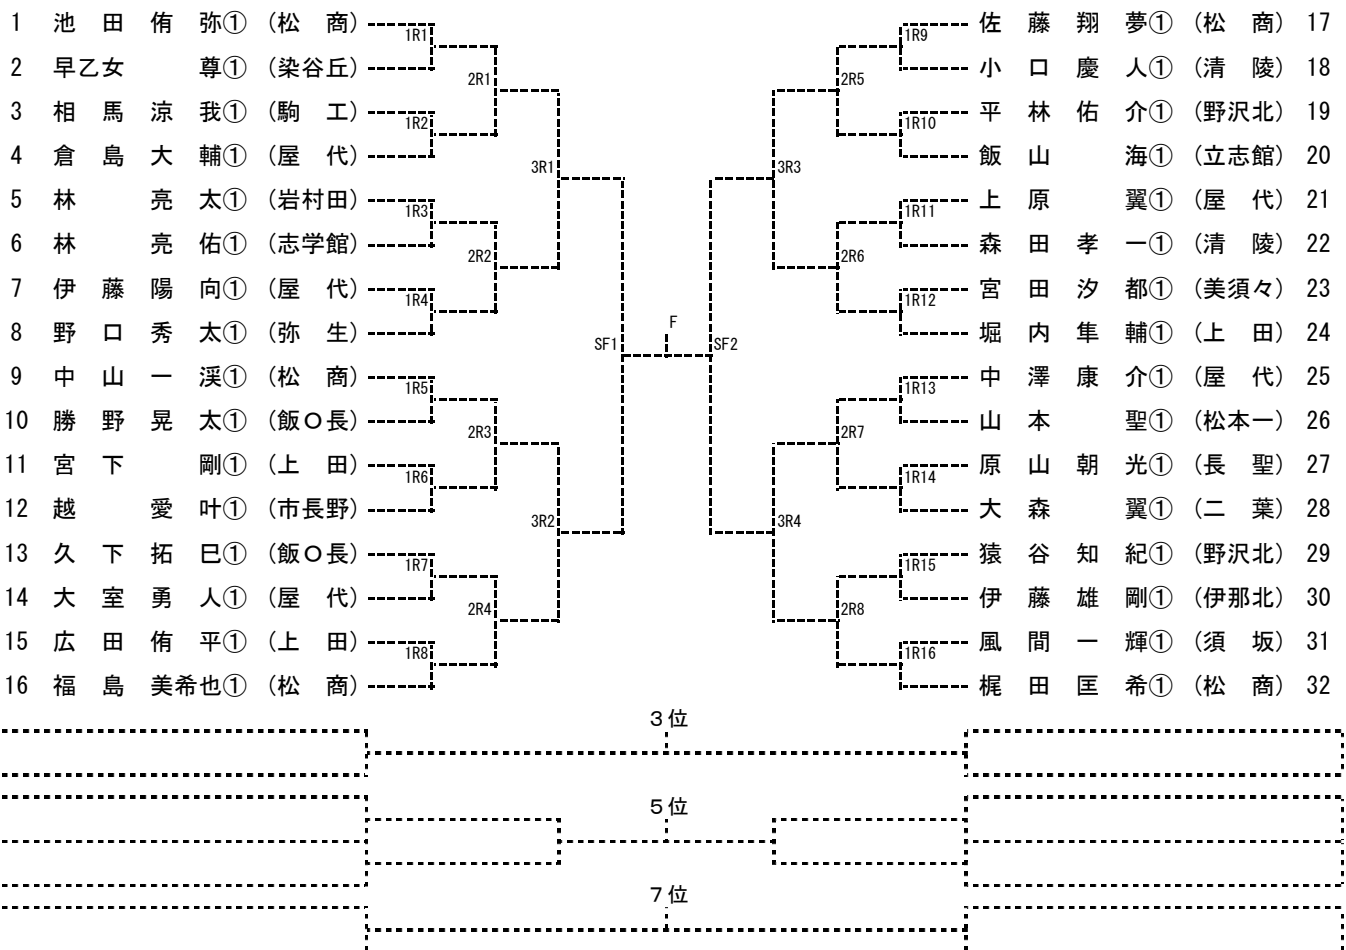 1 池 田 侑 弥① (松 商)
2 早乙女 尊① (染谷丘)
3 相 馬 涼 我① (駒 工)
4 倉 島 大 輔① (屋 代)
5 林 亮 太① (岩村田)
6 林 亮 佑① (志学館)
7 伊 藤 陽 向① (屋 代)
8 野 口 秀 太① (弥 生)
9 中 山 一 渓① (松 商)
10 勝 野 晃 太① (飯O長)
11 宮 下 剛① (上 田)
12 越 愛 叶① (市長野)
13 久 下 拓 巳① (飯O長)
14 大 室 勇 人① (屋 代)
15 広 田 侑 平① (上 田)
16 福 島 美希也① (松 商)
1R1
1R2
1R3
1R4
1R5
1R6
1R7
1R8
2R1
2R2
2R3
2R4
3R1
3R2
SF1
F
SF2
3R3
3R4
2R5
2R6
2R7
2R8
1R9
1R10
1R11
1R12
1R13
1R14
1R15
1R16
佐 藤 翔 夢① (松 商) 17
小 口 慶 人① (清 陵) 18
平 林 佑 介① (野沢北) 19
飯 山 海① (立志館) 20
上 原 翼① (屋 代) 21
森 田 孝 一① (清 陵) 22
宮 田 汐 都① (美須々) 23
堀 内 隼 輔① (上 田) 24
中 澤 康 介① (屋 代) 25
山 本 聖① (松本一) 26
原 山 朝 光① (長 聖) 27
大 森 翼① (二 葉) 28
猿 谷 知 紀① (野沢北) 29
伊 藤 雄 剛① (伊那北) 30
風 間 一 輝① (須 坂) 31
梶 田 匡 希① (松 商) 32
3位
5位
7位